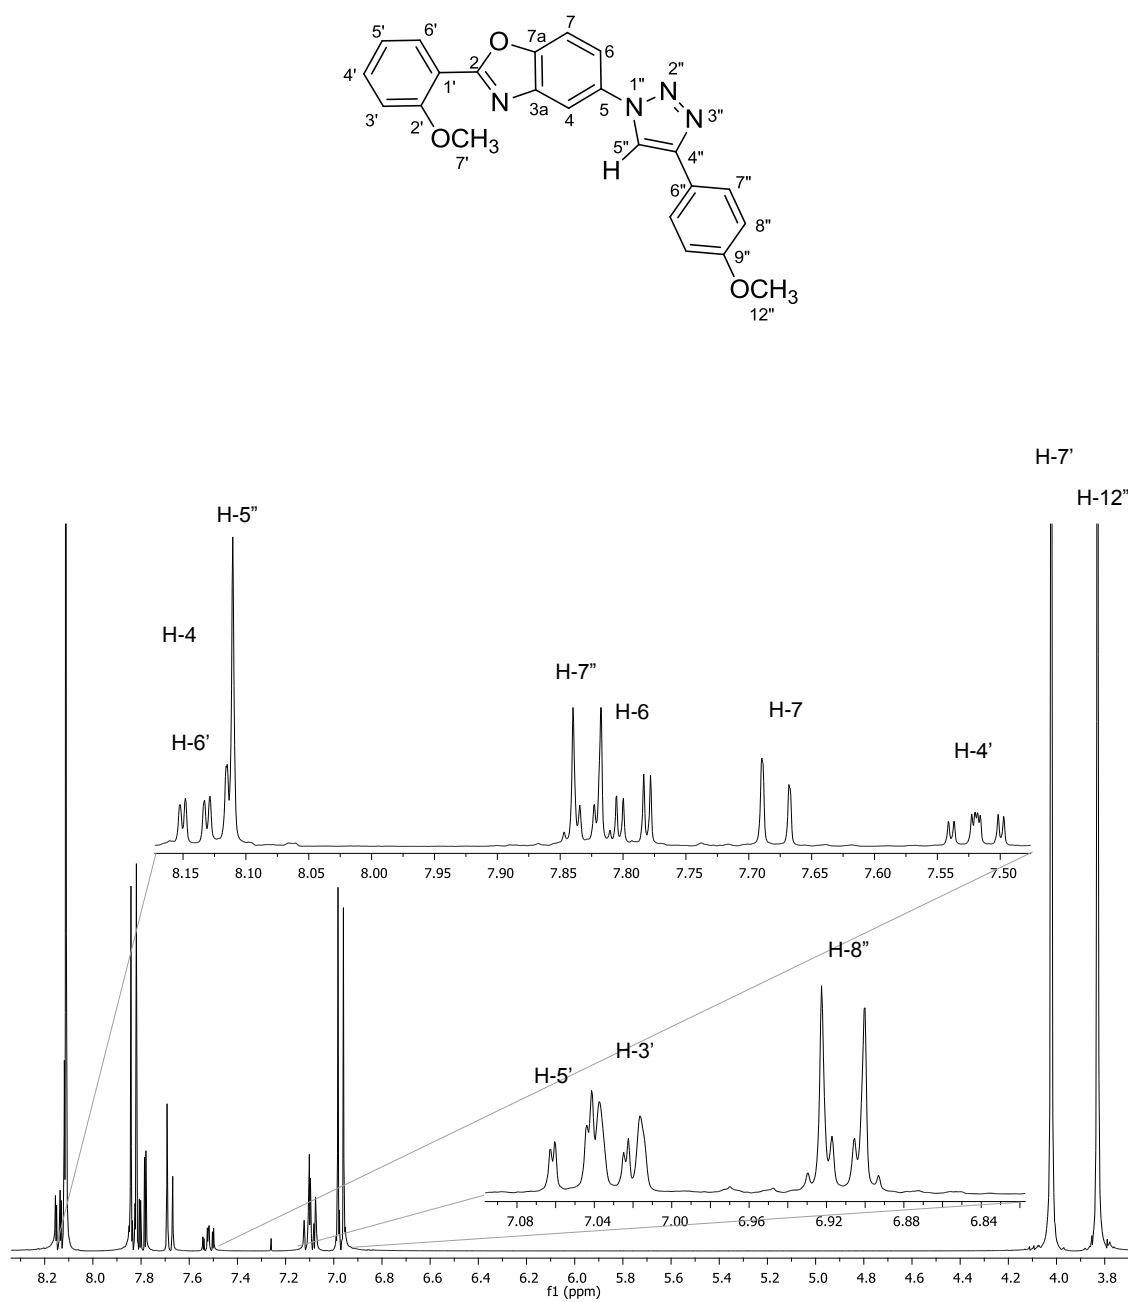 7
6'
5'
O
7a
6
4'
2
1'
N
3a
5
4
1"
2"
N
N
N
3"
3'
2'
OCH3
7'
5"
H
4"
6"
7"
8"
9"
OCH3
12"
H-7’
H-12”
H-5”
H-4
H-7”
H-6’
H-6
H-7
H-4’
8.15 8.10 8.05 8.00 7.95 7.90 7.85 7.80 7.75 7.70 7.65 7.60 7.55 7.50
H-8”
H-3’
H-5’
7.08 7.04 7.00 6.96 6.92 6.88 6.84
8.2 8.0 7.8 7.6 7.4 7.2 7.0 6.8 6.6 6.4 6.2 6.0 5.8 5.6 5.4 5.2 5.0 4.8 4.6 4.4 4.2 4.0 3.8
f1 (ppm)